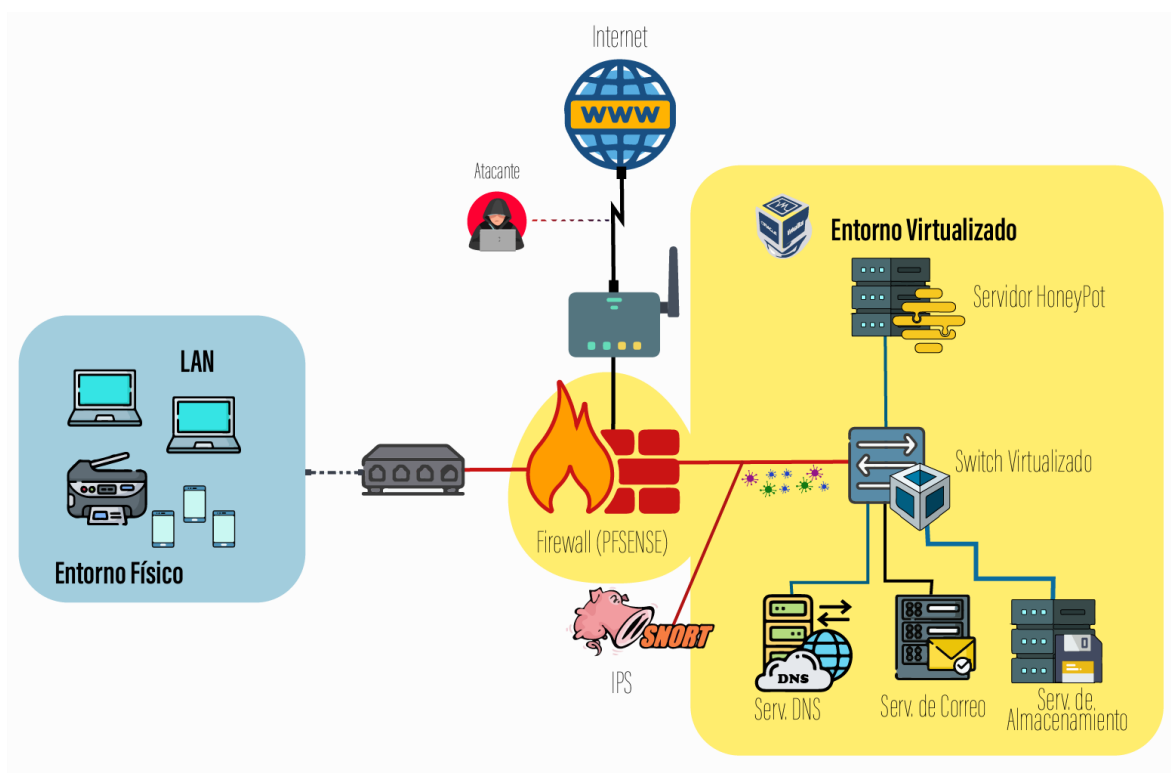 Internet
WWW
Atacante
Entorno Virtualizado
Servidor HoneyPot
LAN
Switch Virtualizado
Firewall (PFSENSE)
Entorno Físico
SNORT
IPS
DNS
Serv. DNS
Serv. de Correo
Serv. de
Almacenamiento